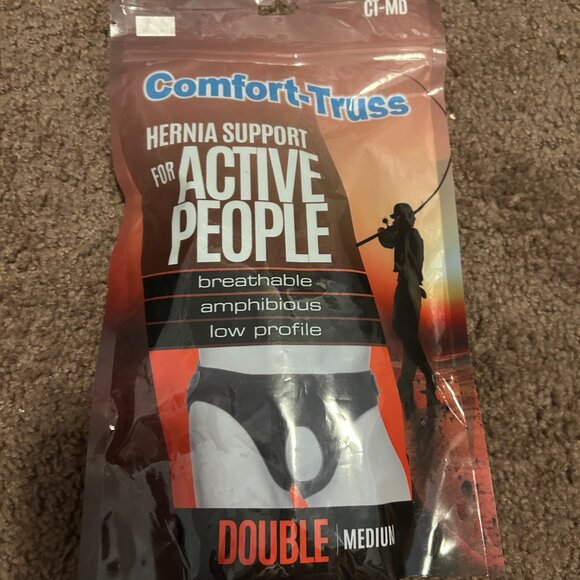 CT-MD
Comfort-Truss
HERNIA SUPPORT
FOR ACTIVE
PEOPLE
breathable
amphibious
low profile
DOUBLE | MEDIUM